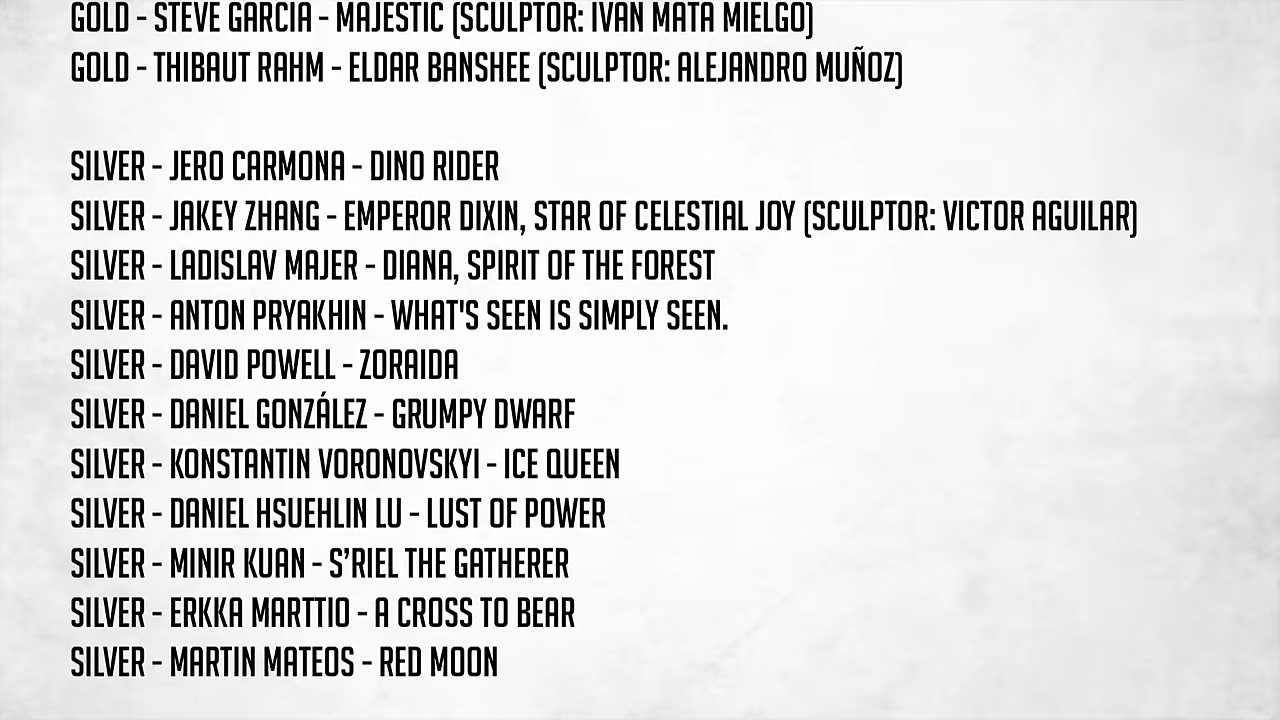 GOLD - STEVE GARCIA - MAJESTIC (SCULPTOR: IVAN MATA MIELGO)
GOLD - THIBAUT RAHM - ELDAR BANSHEE (SCULPTOR: ALEJANDRO MUÑOZ)
SILVER - JERO CARMONA - DINO RIDER
SILVER - JAKEY ZHANG - EMPEROR DIXIN, STAR OF CELESTIAL JOY (SCULPTOR: VICTOR AGUILAR)
SILVER - LADISLAV MAJER - DIANA, SPIRIT OF THE FOREST
SILVER - ANTON PRYAKHIN - WHAT'S SEEN IS SIMPLY SEEN.
SILVER - DAVID POWELL - ZORAIDA
SILVER - DANIEL GONZÁLEZ - GRUMPY DWARF
SILVER - KONSTANTIN VORONOVSKYI - ICE QUEEN
SILVER - DANIEL HSUEHLIN LU - LUST OF POWER
SILVER - MINIR KUAN - S’RIEL THE GATHERER
SILVER - ERKKA MARTTIO - A CROSS TO BEAR
SILVER - MARTIN MATEOS - RED MOON